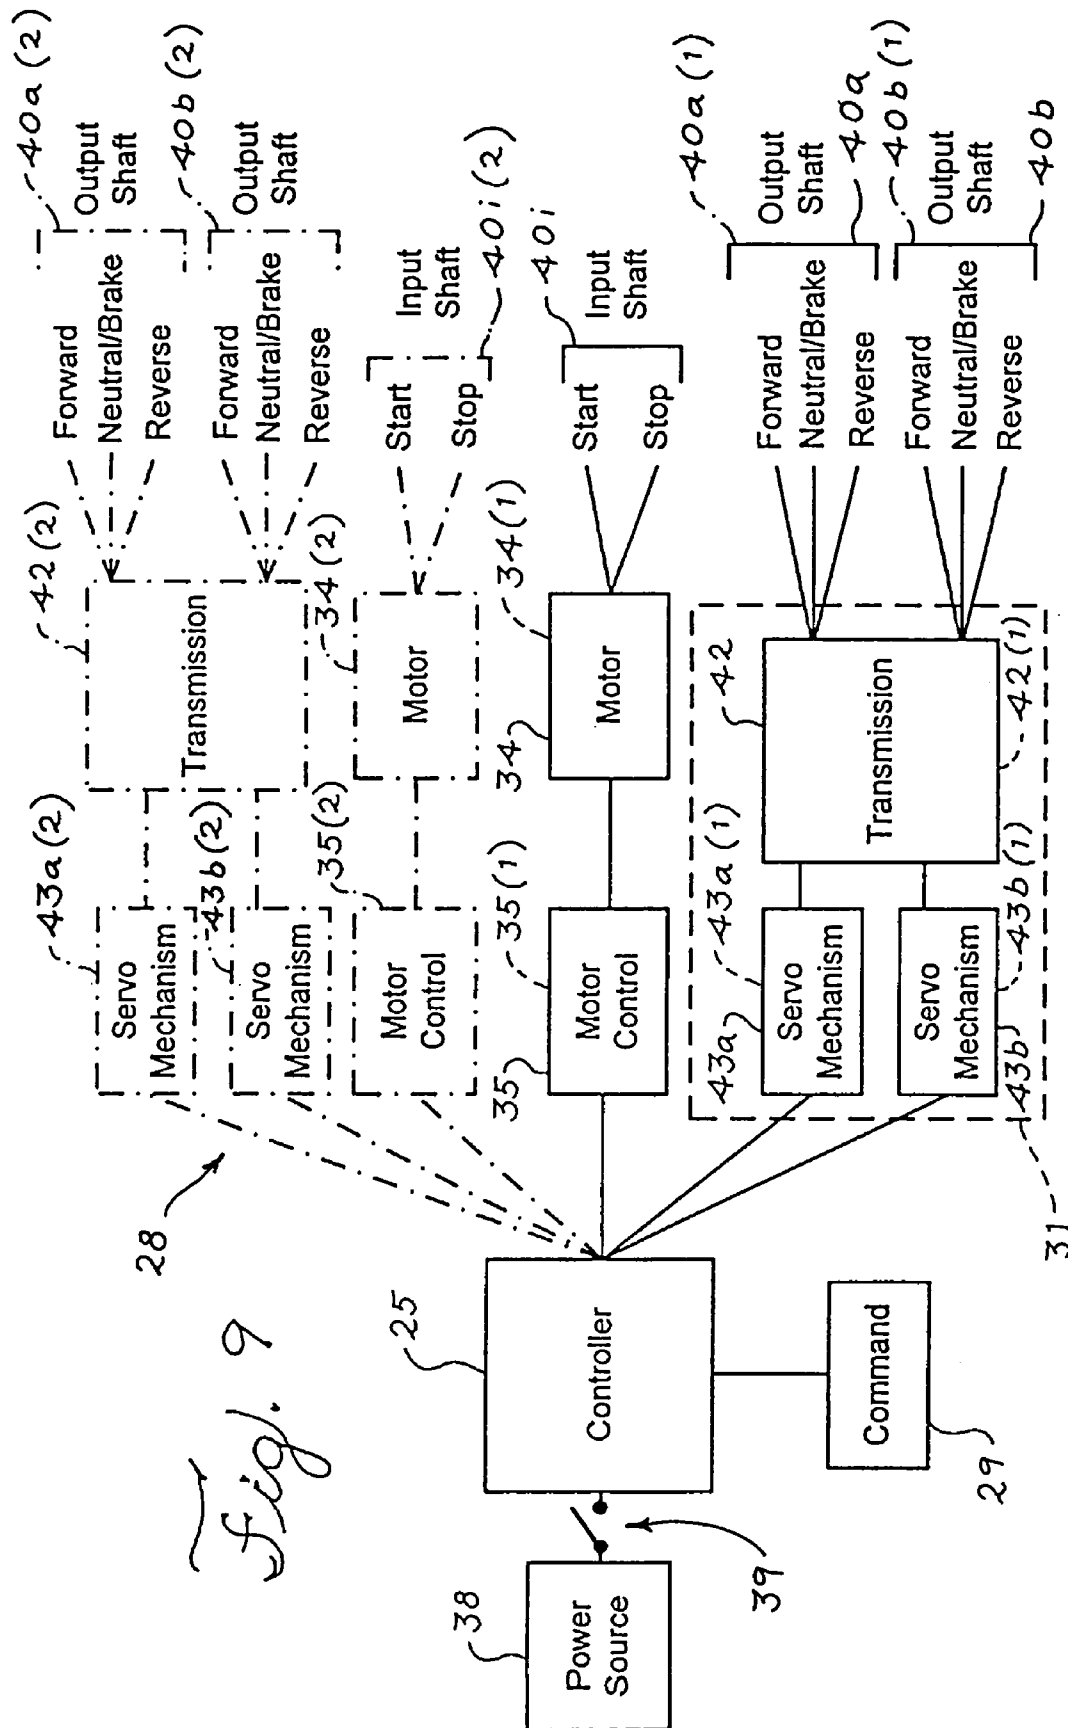 Fig. 9
28
40a(2)
Output
Shaft
Forward
Neutral/Brake
Reverse
40b(2)
Output
Shaft
Forward
Neutral/Brake
Reverse
42(2)
Transmission
43a(2)
Servo
Mechanism
43b(2)
Servo
Mechanism
34(2)
Motor
35(2)
Motor
Control
Start
Stop
Input
Shaft
40i(2)
40i
Input
Shaft
Start
Stop
34(1)
34
Motor
35(1)
35
Motor
Control
38
Power
Source
39
25
Controller
Command
29
31
43a(1)
43a
Servo
Mechanism
43b(1)
43b
Servo
Mechanism
42
Transmission
42(1)
Forward
Neutral/Brake
Reverse
40a(1)
Output
Shaft
40a
Forward
Neutral/Brake
Reverse
40b(1)
Output
Shaft
40b